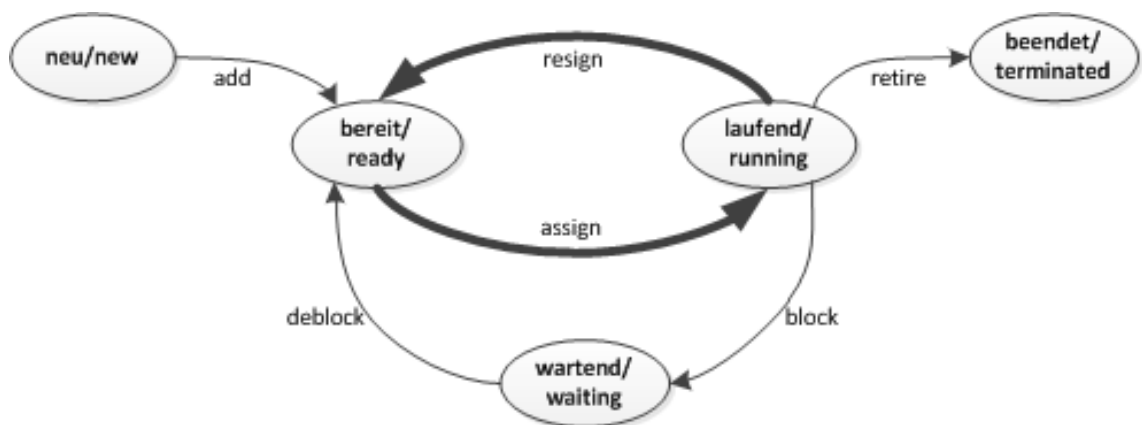 neu/new
add
resign
beendet/
terminated
retire
bereit/
ready
laufend/
running
assign
deblock
block
wartend/
waiting